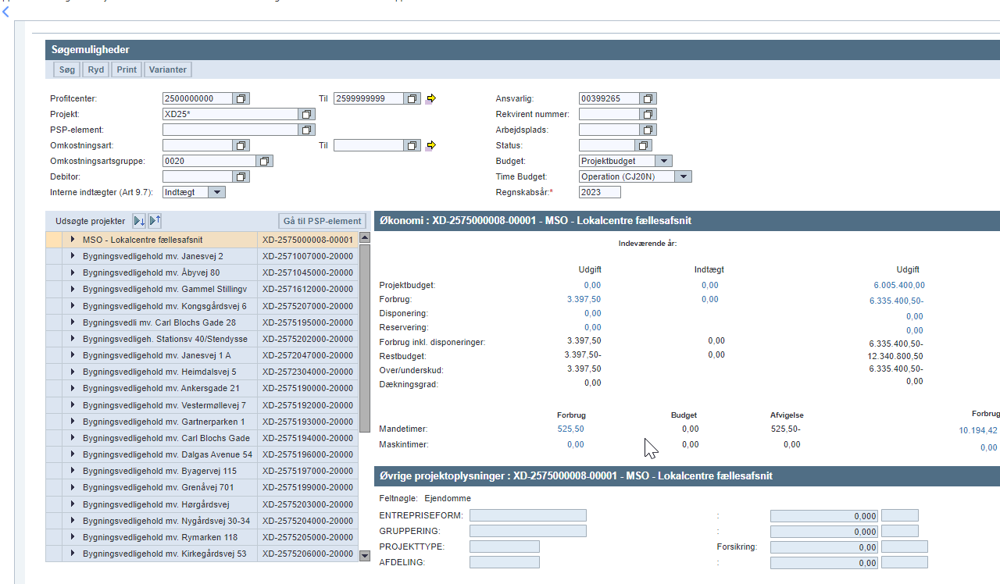 Søgemuligheder
Søg Ryd Print Varianter
Profitcenter: 2500000000 Til 2599999999 Ansvarlig: 00399265
Projekt: XD25* Rekvirent nummer:
PSP-element: Arbejdsplads:
Omkostningsart: Til Status:
Omkostningsartsgruppe: 0020 Budget: Projektbudget
Debitor: Time Budget: Operation (CJ20N)
Interne indtægter (Art 9.7): Indtægt Regnskabsår:* 2023
Udsøgte projekter Gå til PSP-element
MSO - Lokalcentre fællesafsnit XD-2575000008-00001
Bygningsvedligehold mv. Janesvej 2 XD-2571007000-20000
Bygningsvedligehold mv. Åbyvej 80 XD-2571045000-20000
Bygningsvedligehold mv. Gammel Stillingv XD-2571612000-20000
Bygningsvedligehold mv. Kongsgårdsvej 6 XD-2575207000-20000
Bygningsvedli mv. Carl Blochs Gade 28 XD-2575195000-20000
Bygningsvedligeh. Stationsv 40/Stendysse XD-2575202000-20000
Bygningsvedligehold mv. Janesvej 1 A XD-2572047000-20000
Bygningsvedligehold mv. Heimdalsvej 5 XD-2572304000-20000
Bygningsvedligehold mv. Ankersgade 21 XD-2575190000-20000
Bygningsvedligehold mv. Vestermøllevej 7 XD-2575192000-20000
Bygningsvedligehold mv. Gartnerparken 1 XD-2575193000-20000
Bygningsvedligehold mv. Carl Blochs Gade XD-2575194000-20000
Bygningsvedligehold mv. Dalgas Avenue 54 XD-2575196000-20000
Bygningsvedligehold mv. Byagervej 115 XD-2575197000-20000
Bygningsvedligehold mv. Grenåvej 701 XD-2575199000-20000
Bygningsvedligehold mv. Hørgårdsvej XD-2575203000-20000
Bygningsvedligehold mv. Nygårdsvej 30-34 XD-2575204000-20000
Bygningsvedligehold mv. Rymarken 118 XD-2575205000-20000
Bygningsvedligehold mv. Kirkegårdsvej 53 XD-2575206000-20000
Økonomi : XD-2575000008-00001 - MSO - Lokalcentre fællesafsnit
Indeværende år:
Udgift Indtægt Udgift
Projektbudget: 0,00 0,00 6.005.400,00
Forbrug: 3.397,50 0,00 6.335.400,50-
Disponering: 0,00 0,00
Reservering: 0,00 0,00
Forbrug inkl. disponeringer: 3.397,50 0,00 6.335.400,50-
Restbudget: 3.397,50- 0,00 12.340.800,50
Over/underskud: 3.397,50 6.335.400,50-
Dækningsgrad: 0,00 0,00
Forbrug Budget Afvigelse Forbrug
Mandetimer: 525,50 0,00 525,50- 10.194,42
Maskintimer: 0,00 0,00 0,00 0,00
Øvrige projektoplysninger : XD-2575000008-00001 - MSO - Lokalcentre fællesafsnit
Feltnøgle: Ejendomme
ENTREPRISEFORM: : 0,000
GRUPPERING: : 0,000
PROJEKTTYPE: Forsikring: 0,00
AFDELING: : 0,00